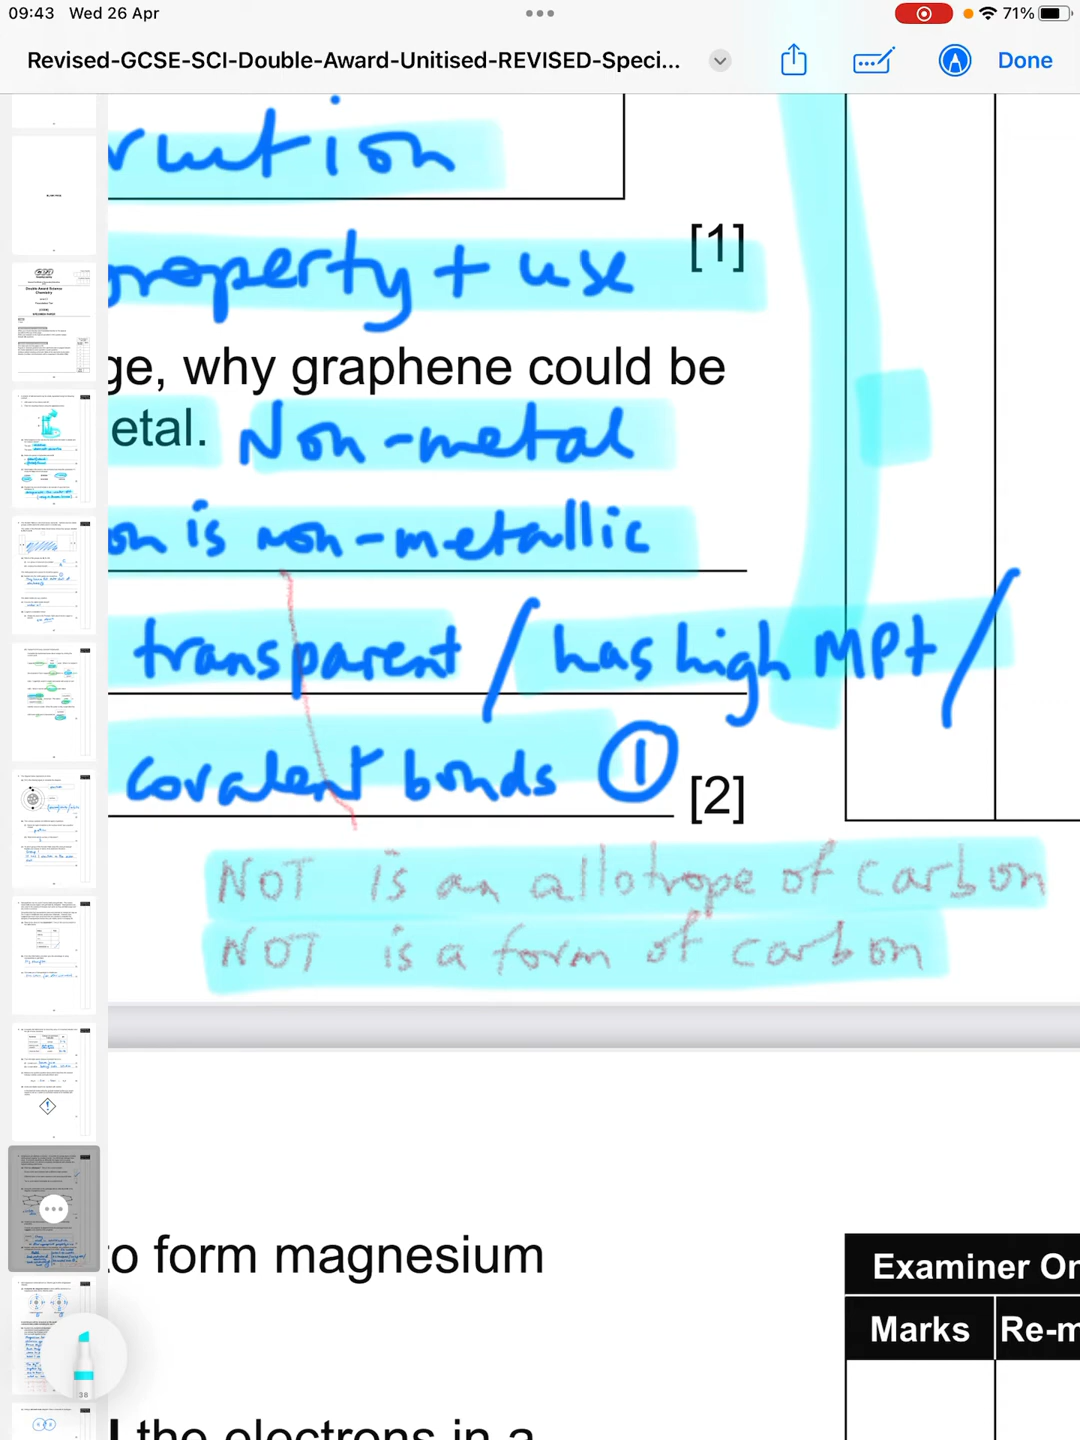 09:43 Wed 26 Apr
71%
Revised-GCSE-SCI-Double-Award-Unitised-REVISED-Speci...
Done
[1]
property + use
ge, why graphene could be
etal. Non-metal
on is non-metallic
transparent / has high MPt /
covalent bonds ①
[2]
NOT is an allotrope of carbon
NOT is a form of carbon
to form magnesium
Examiner On
Marks Re-m
the electrons in a
38